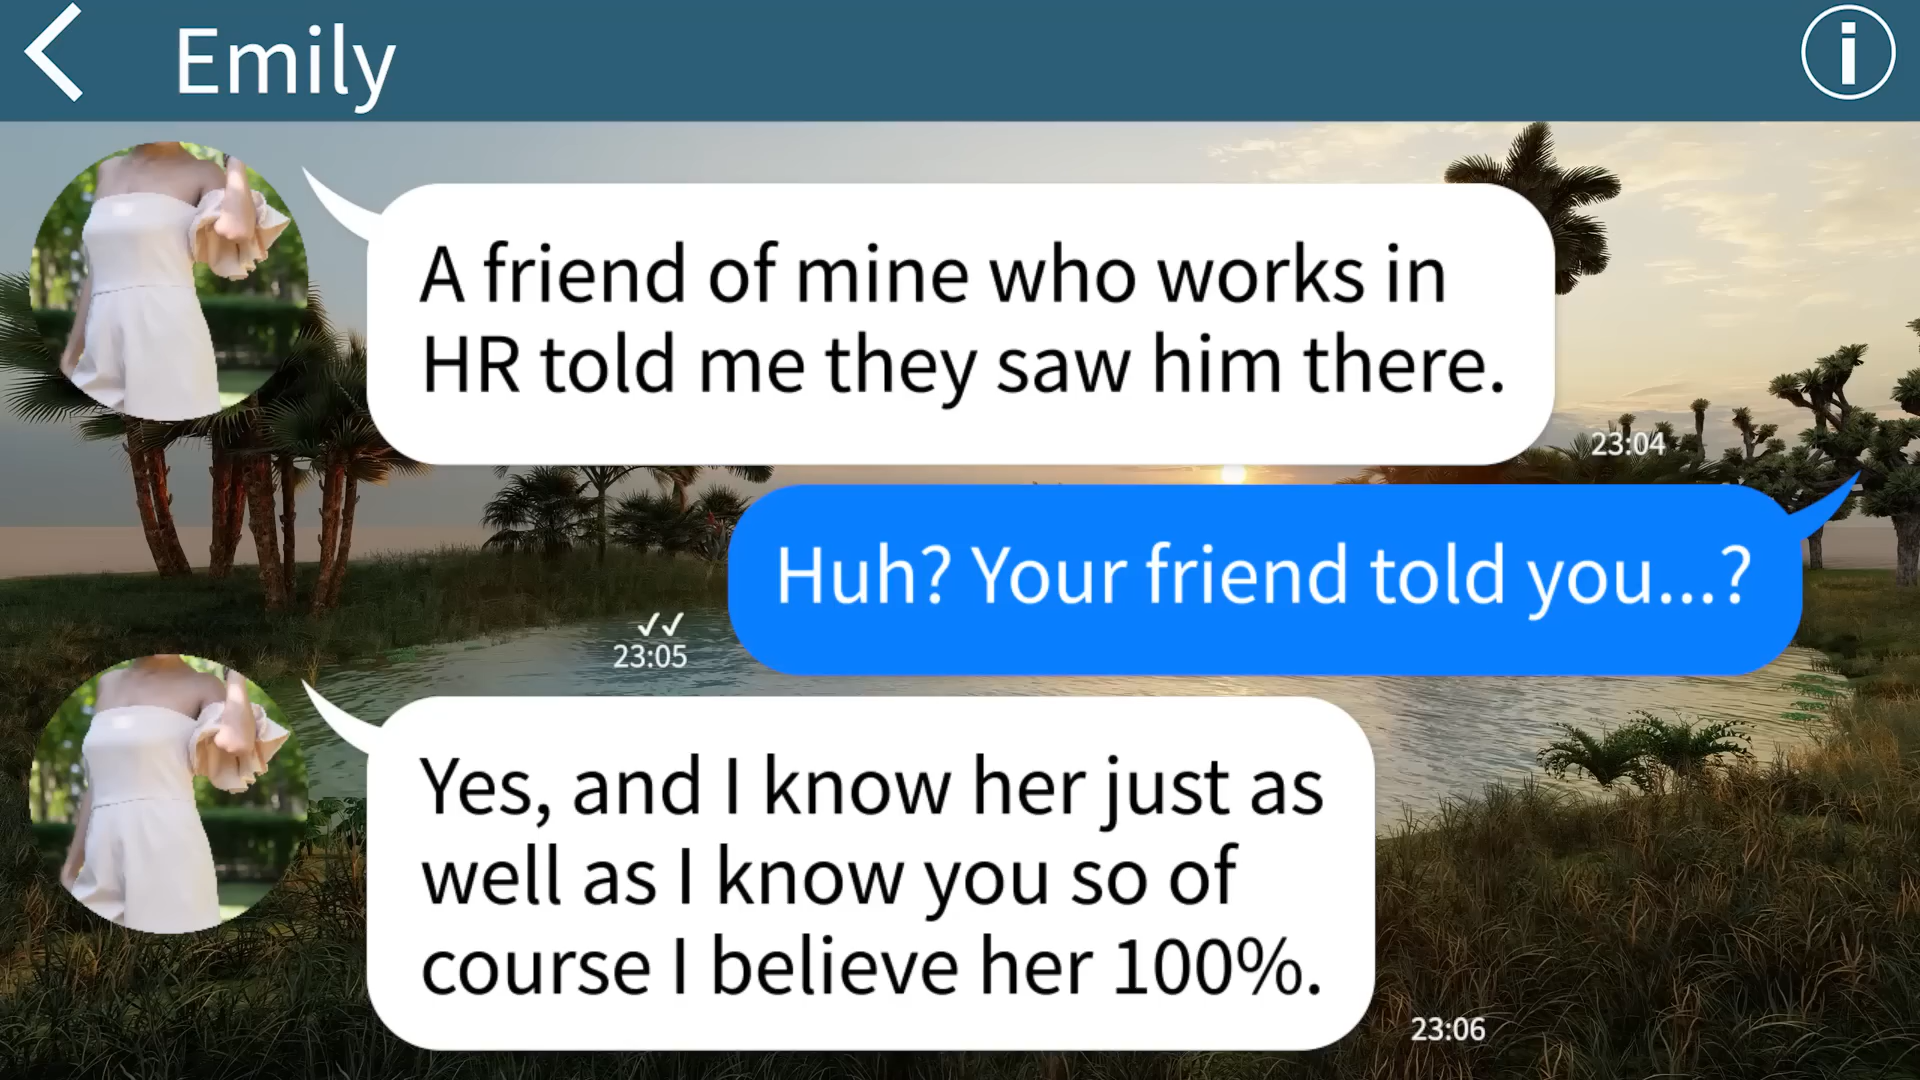 Emily
A friend of mine who works in
HR told me they saw him there.
23:04
Huh? Your friend told you...?
23:05
Yes, and I know her just as
well as I know you so of
course I believe her 100%.
23:06